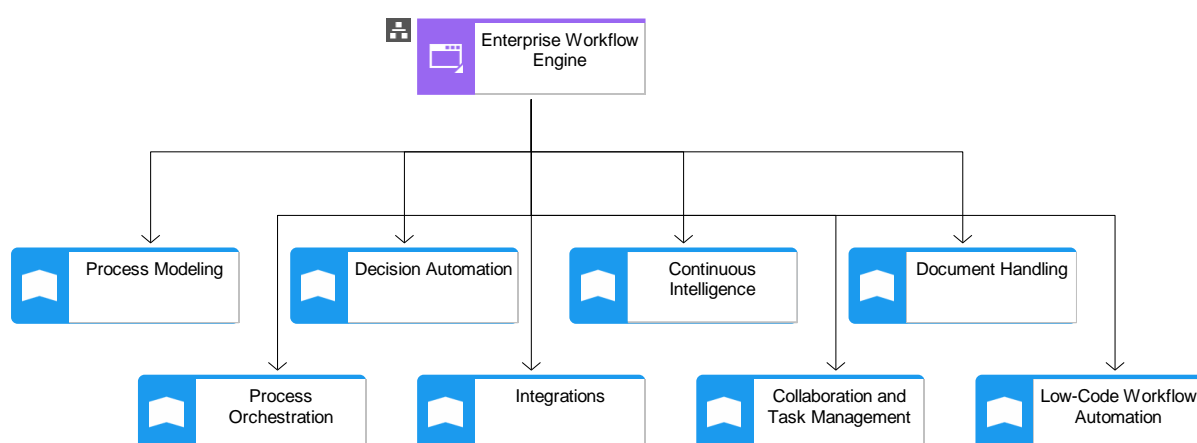 Enterprise Workflow
Engine
Process Modeling
Decision Automation
Continuous
Intelligence
Document Handling
Process
Orchestration
Integrations
Collaboration and
Task Management
Low-Code Workflow
Automation